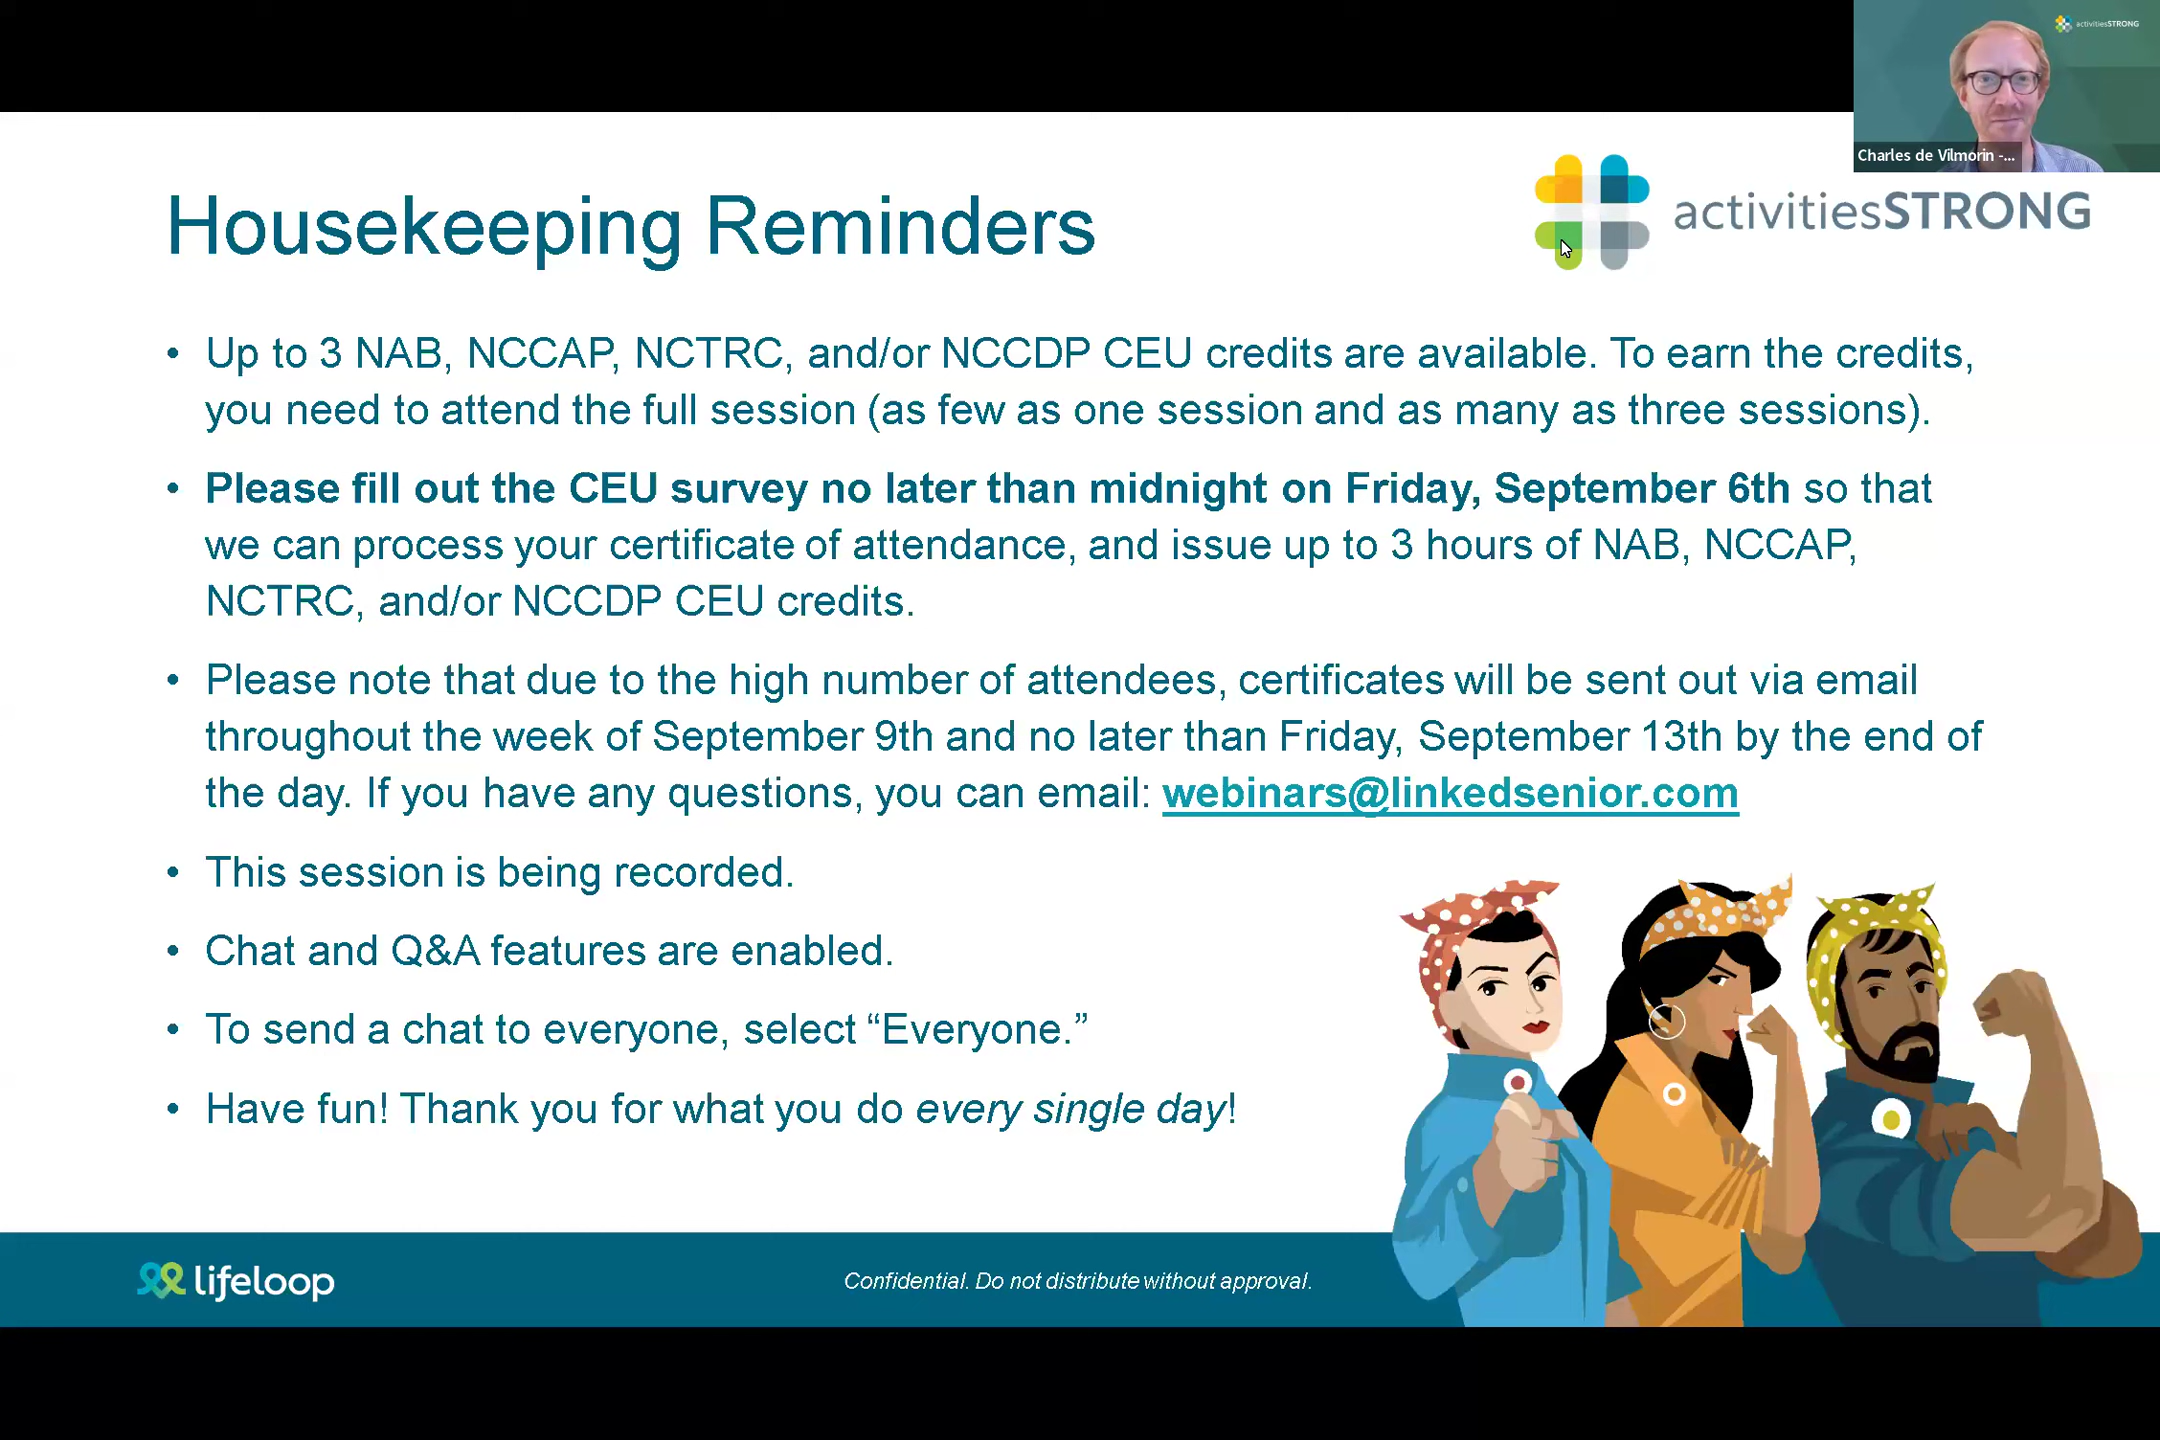 activitiesSTRONG
Charles de Vilmorin -...
Housekeeping Reminders
activitiesSTRONG
• Up to 3 NAB, NCCAP, NCTRC, and/or NCCDP CEU credits are available. To earn the credits,
you need to attend the full session (as few as one session and as many as three sessions).
• Please fill out the CEU survey no later than midnight on Friday, September 6th so that
we can process your certificate of attendance, and issue up to 3 hours of NAB, NCCAP,
NCTRC, and/or NCCDP CEU credits.
• Please note that due to the high number of attendees, certificates will be sent out via email
throughout the week of September 9th and no later than Friday, September 13th by the end of
the day. If you have any questions, you can email: webinars@linkedsenior.com
• This session is being recorded.
• Chat and Q&A features are enabled.
• To send a chat to everyone, select “Everyone.”
• Have fun! Thank you for what you do every single day!
lifeloop
Confidential. Do not distribute without approval.